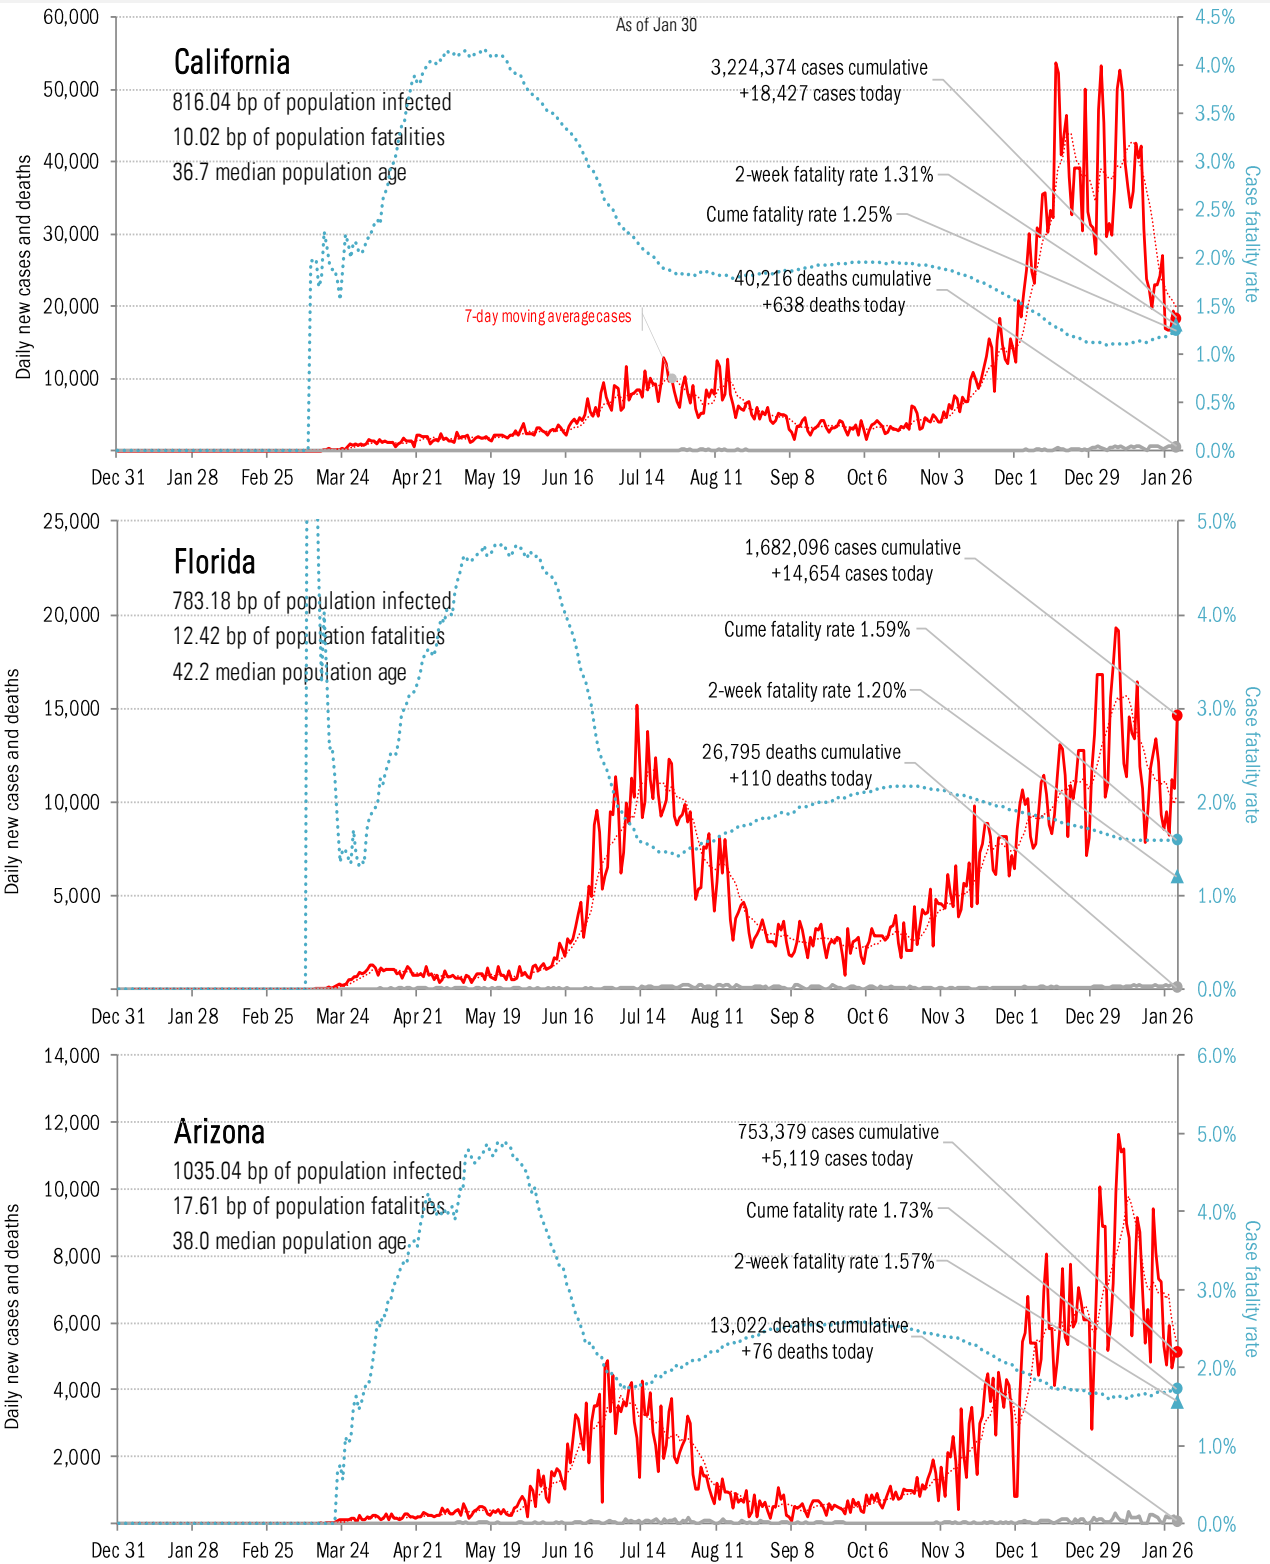 As of Jan 30
60,000
50,000
40,000
30,000
20,000
10,000
Daily new cases and deaths
California
816.04 bp of population infected
10.02 bp of population fatalities
36.7 median population age
3,224,374 cases cumulative
+18,427 cases today
2-week fatality rate 1.31%
Cume fatality rate 1.25%
40,216 deaths cumulative
+638 deaths today
7-day moving average cases
4.5%
4.0%
3.5%
3.0%
2.5%
2.0%
1.5%
1.0%
0.5%
0.0%
Case fatality rate
Dec 31 Jan 28 Feb 25 Mar 24 Apr 21 May 19 Jun 16 Jul 14 Aug 11 Sep 8 Oct 6 Nov 3 Dec 1 Dec 29 Jan 26
25,000
20,000
15,000
10,000
5,000
Daily new cases and deaths
Florida
783.18 bp of population infected
12.42 bp of population fatalities
42.2 median population age
1,682,096 cases cumulative
+14,654 cases today
Cume fatality rate 1.59%
2-week fatality rate 1.20%
26,795 deaths cumulative
+110 deaths today
5.0%
4.0%
3.0%
2.0%
1.0%
0.0%
Case fatality rate
Dec 31 Jan 28 Feb 25 Mar 24 Apr 21 May 19 Jun 16 Jul 14 Aug 11 Sep 8 Oct 6 Nov 3 Dec 1 Dec 29 Jan 26
14,000
12,000
10,000
8,000
6,000
4,000
2,000
Daily new cases and deaths
Arizona
1035.04 bp of population infected
17.61 bp of population fatalities
38.0 median population age
753,379 cases cumulative
+5,119 cases today
Cume fatality rate 1.73%
2-week fatality rate 1.57%
13,022 deaths cumulative
+76 deaths today
6.0%
5.0%
4.0%
3.0%
2.0%
1.0%
0.0%
Case fatality rate
Dec 31 Jan 28 Feb 25 Mar 24 Apr 21 May 19 Jun 16 Jul 14 Aug 11 Sep 8 Oct 6 Nov 3 Dec 1 Dec 29 Jan 26